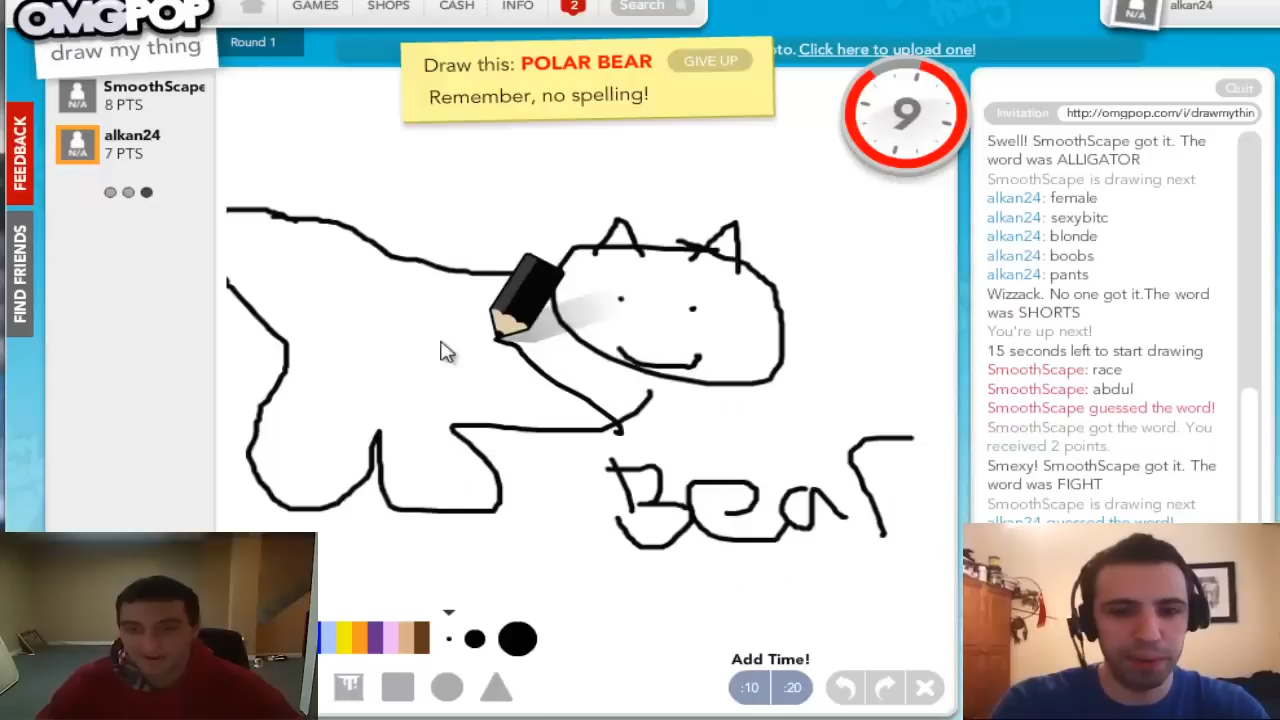 OMGPOP
draw my thing
GAMES SHOPS CASH INFO 2 Search
N/A alkan24
Round 1
oto. Click here to upload one!
Draw this: POLAR BEAR GIVE UP
Remember, no spelling!
9
FEEDBACK
FIND FRIENDS
N/A SmoothScape
8 PTS
N/A alkan24
7 PTS
Quit
Invitation http://omgpop.com/i/drawmythin
Swell! SmoothScape got it. The
word was ALLIGATOR
SmoothScape is drawing next
alkan24: female
alkan24: sexybitc
alkan24: blonde
alkan24: boobs
alkan24: pants
Wizzack. No one got it.The word
was SHORTS
You're up next!
15 seconds left to start drawing
SmoothScape: race
SmoothScape: abdul
SmoothScape guessed the word!
SmoothScape got the word. You
received 2 points.
Smexy! SmoothScape got it. The
word was FIGHT
SmoothScape is drawing next
alkan24 guessed the word!
Bear
Add Time!
:10 :20